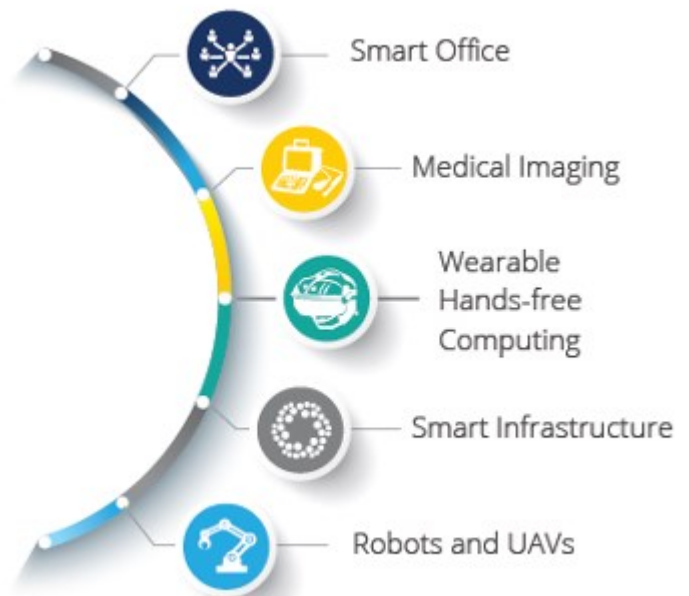 Smart Office
Medical Imaging
Wearable
Hands-free
Computing
Smart Infrastructure
Robots and UAVs